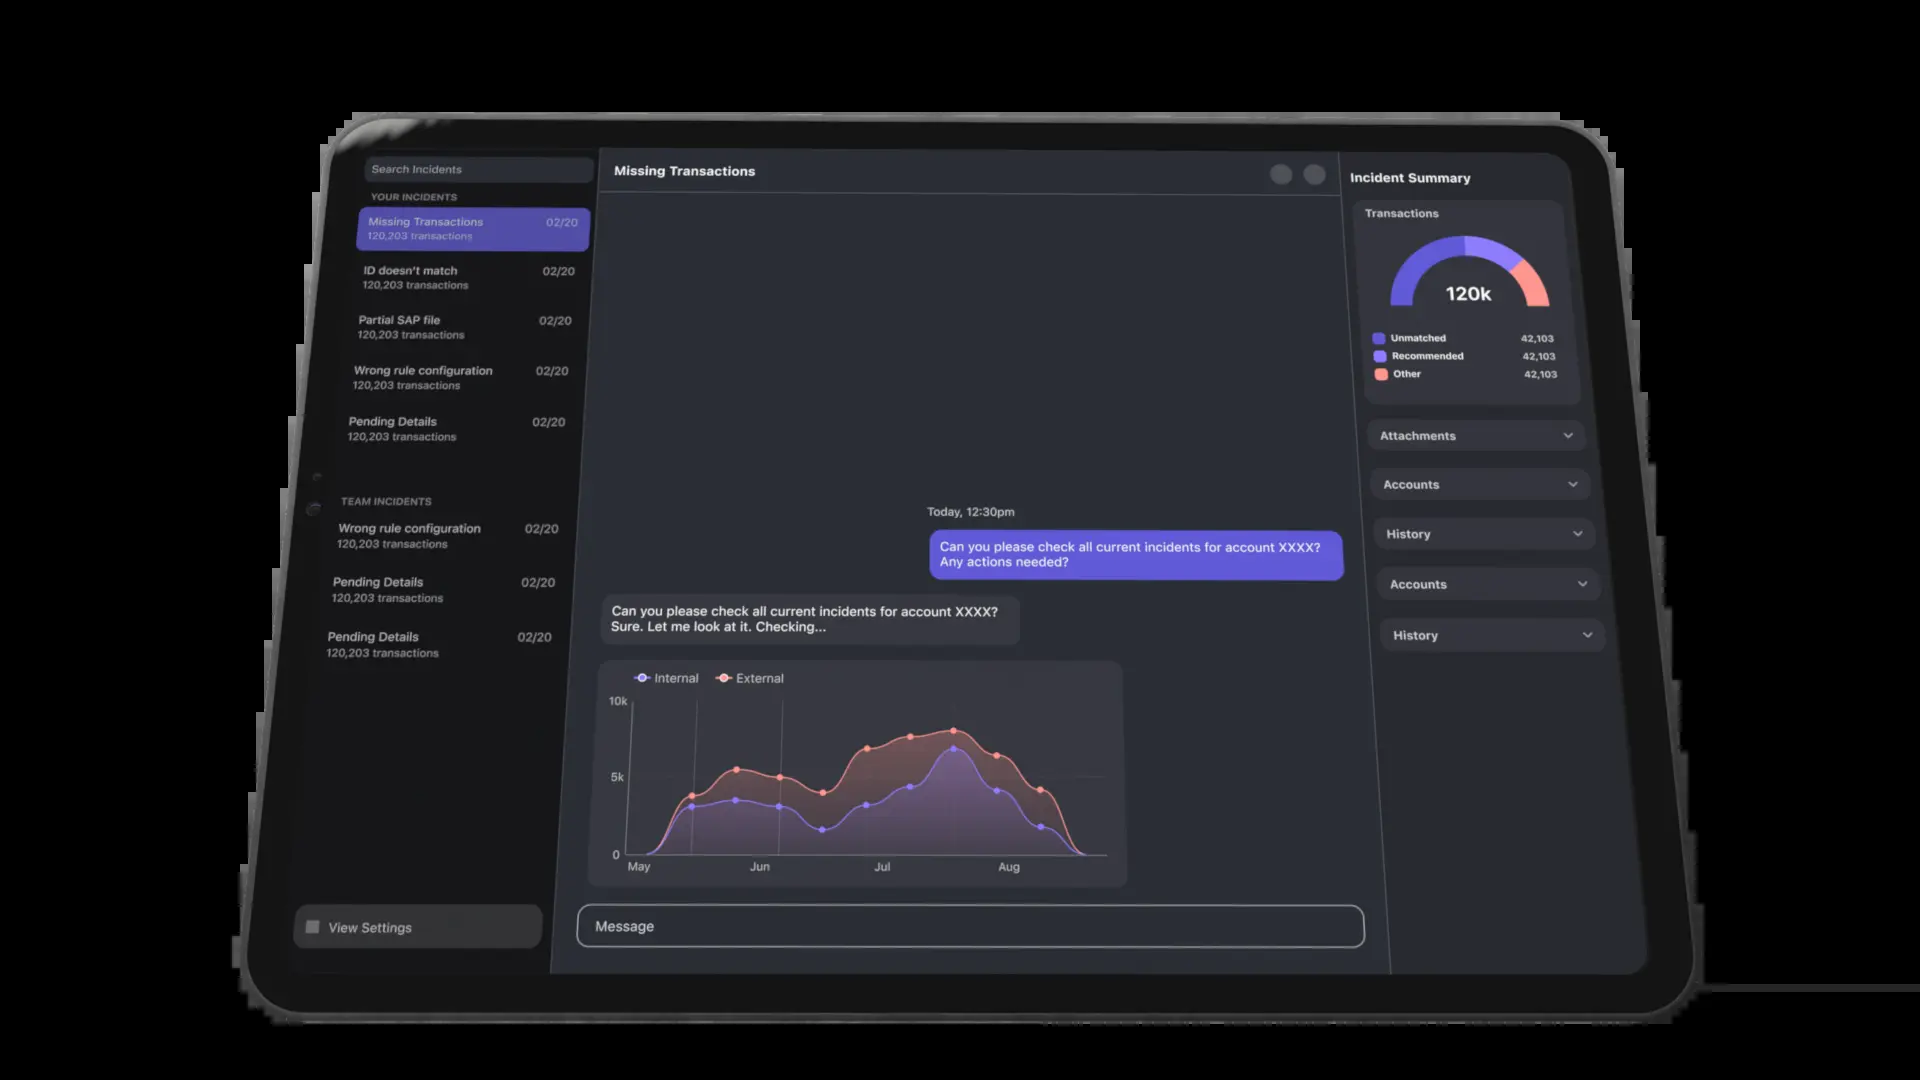 Search Incidents
YOUR INCIDENTS
Missing Transactions 02/20
120,203 transactions
ID doesn't match 02/20
120,203 transactions
Partial SAP file 02/20
120,203 transactions
Wrong rule configuration 02/20
120,203 transactions
Pending Details 02/20
120,203 transactions
TEAM INCIDENTS
Wrong rule configuration 02/20
120,203 transactions
Pending Details 02/20
120,203 transactions
Pending Details 02/20
120,203 transactions
View Settings
Missing Transactions
Today, 12:30pm
Can you please check all current incidents for account XXXX?
Any actions needed?
Can you please check all current incidents for account XXXX?
Sure. Let me look at it. Checking...
Internal External
10k
5k
0
May Jun Jul Aug
Message
Incident Summary
Transactions
120k
Unmatched 42,103
Recommended 42,103
Other 42,103
Attachments
Accounts
History
Accounts
History